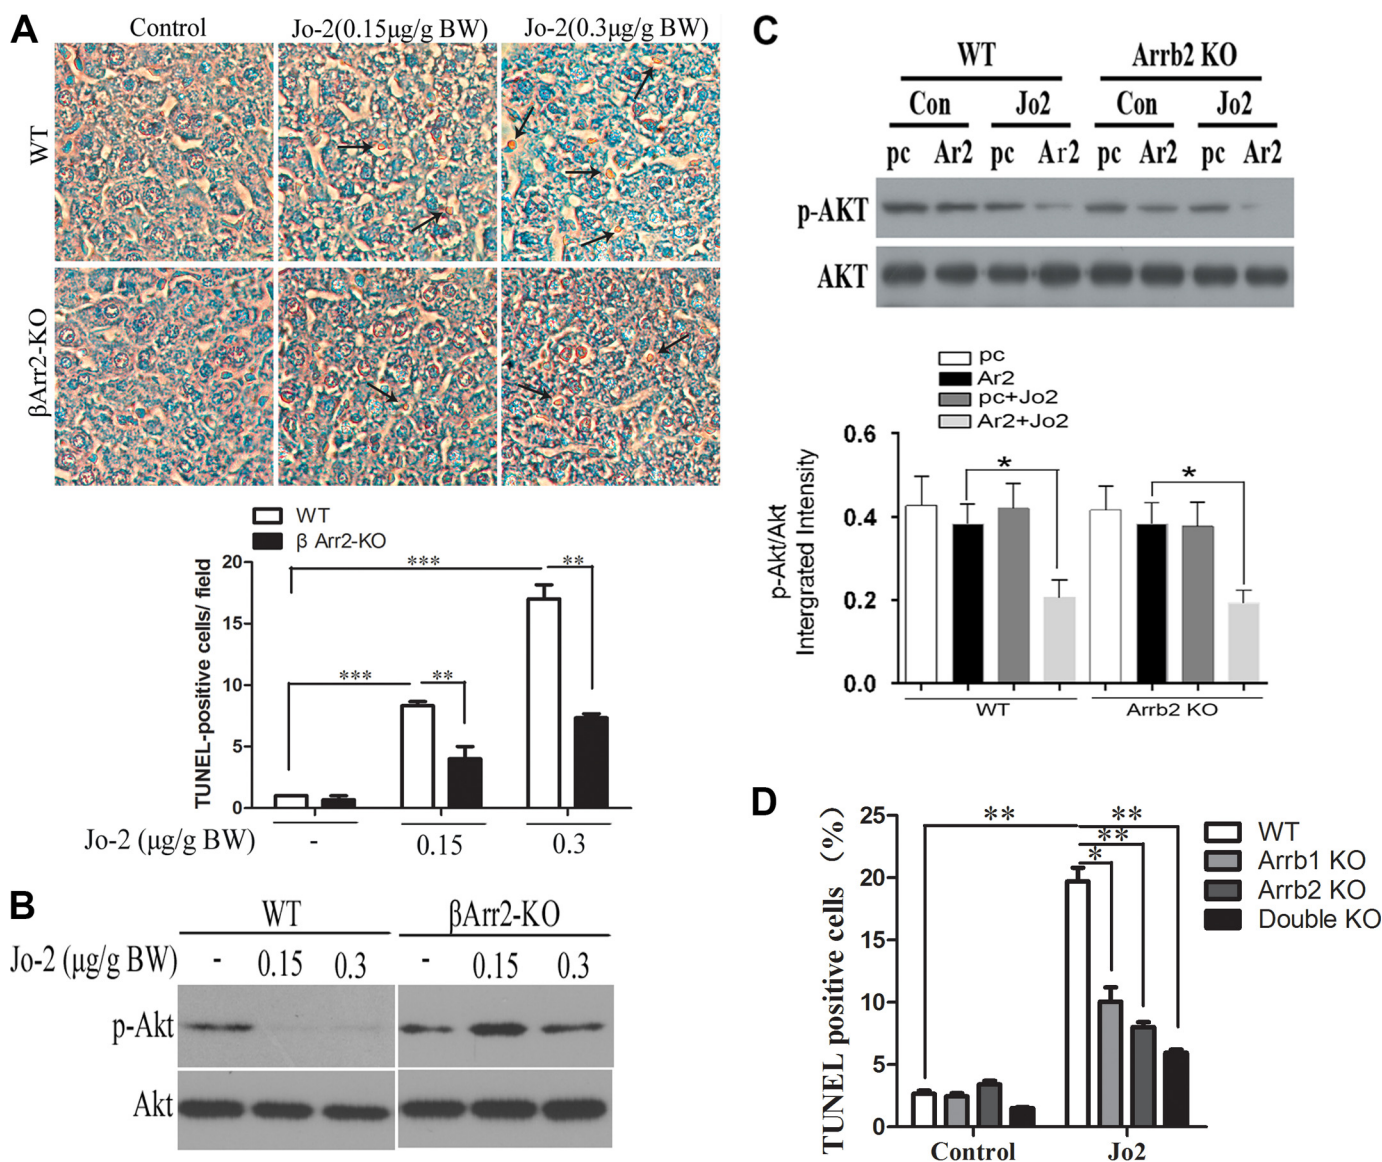 A
Control
Jo-2(0.15μg/g BW)
Jo-2(0.3μg/g BW)
WT
βArr2-KO
WT
β Arr2-KO
TUNEL-positive cells/ field
20
15
10
5
0
***
**
***
**
Jo-2 (μg/g BW)
-
0.15
0.3
B
WT
βArr2-KO
Jo-2 (μg/g BW)
- 0.15 0.3 - 0.15 0.3
p-Akt
Akt
C
WT
Arrb2 KO
Con Jo2 Con Jo2
pc Ar2 pc Ar2 pc Ar2 pc Ar2
p-AKT
AKT
pc
Ar2
pc+Jo2
Ar2+Jo2
p-Akt/Akt
Intergrated Intensity
0.6
0.4
0.2
0.0
*
*
WT
Arrb2 KO
D
TUNEL positive cells (%)
25
20
15
10
5
0
**
**
**
*
WT
Arrb1 KO
Arrb2 KO
Double KO
Control
Jo2